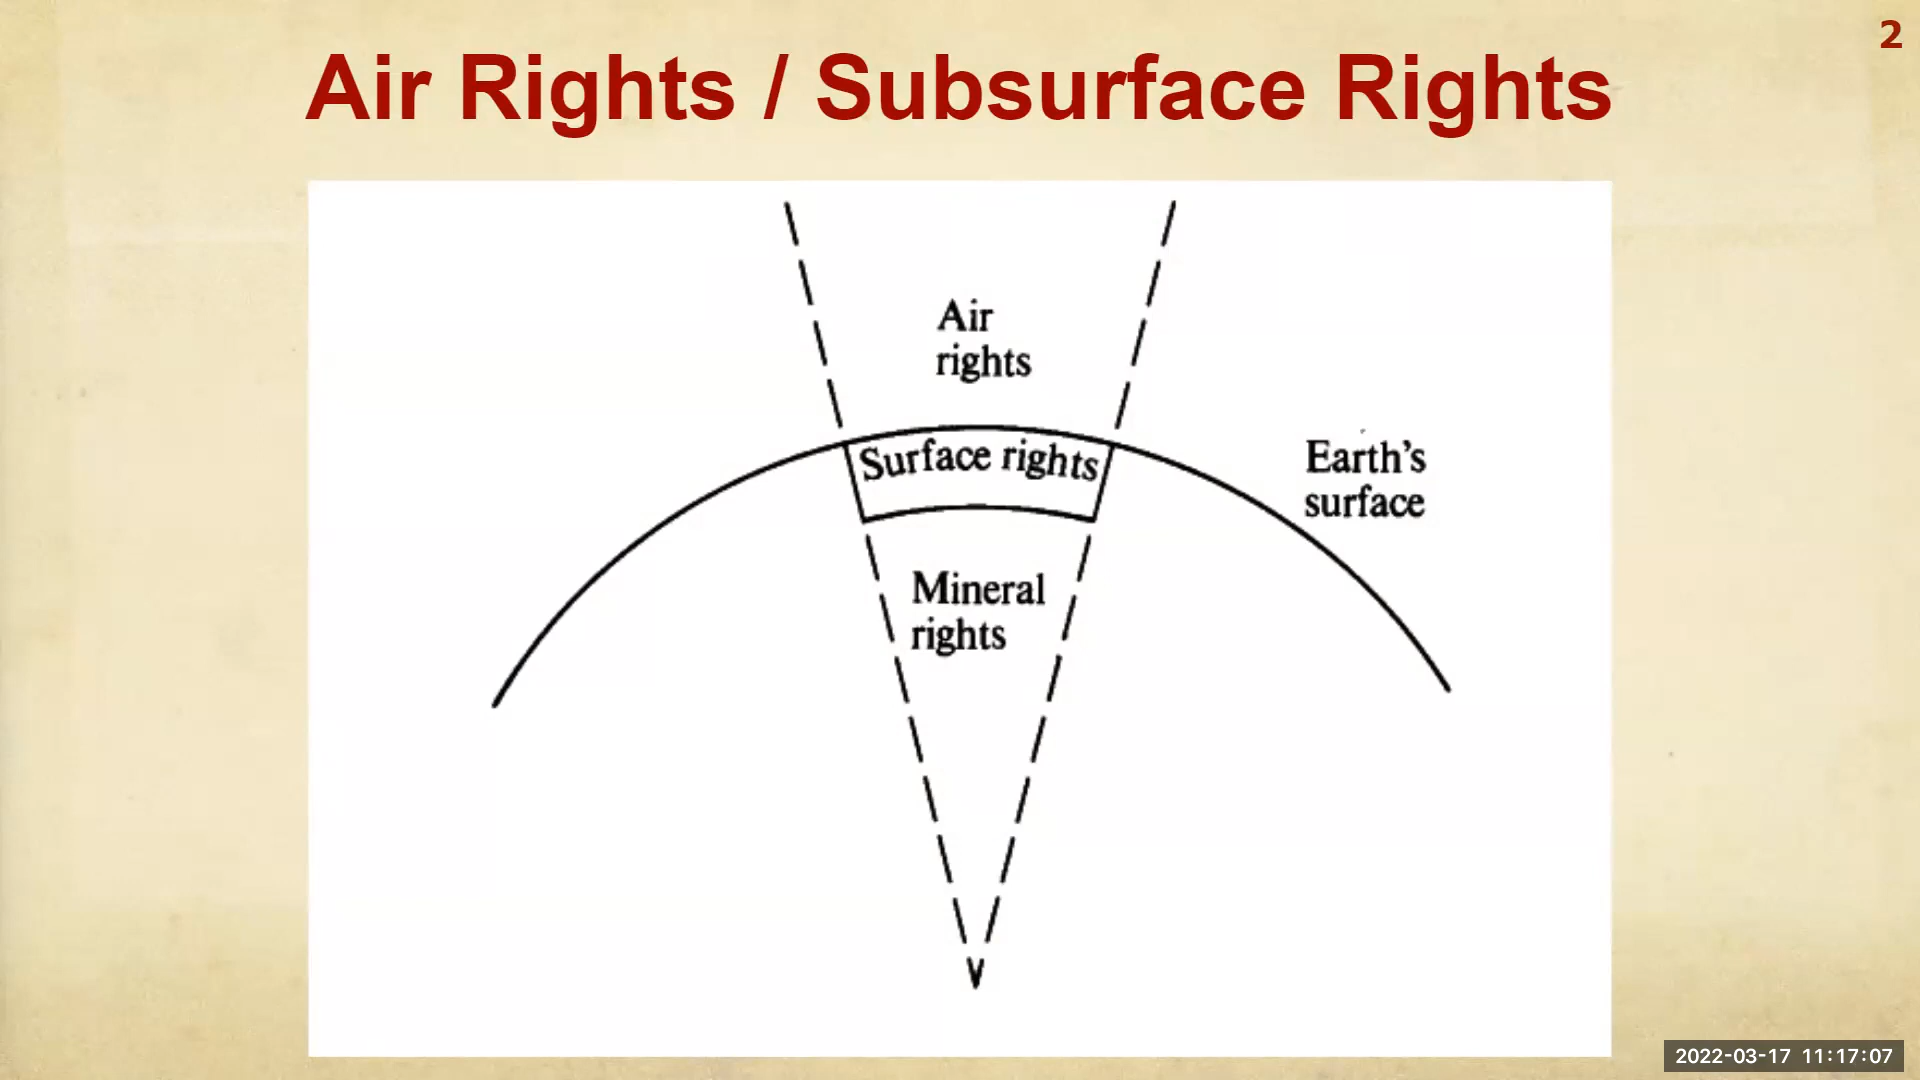 2
Air Rights / Subsurface Rights
Air
rights
Surface rights
Earth's
surface
Mineral
rights
2022-03-17 11:17:07